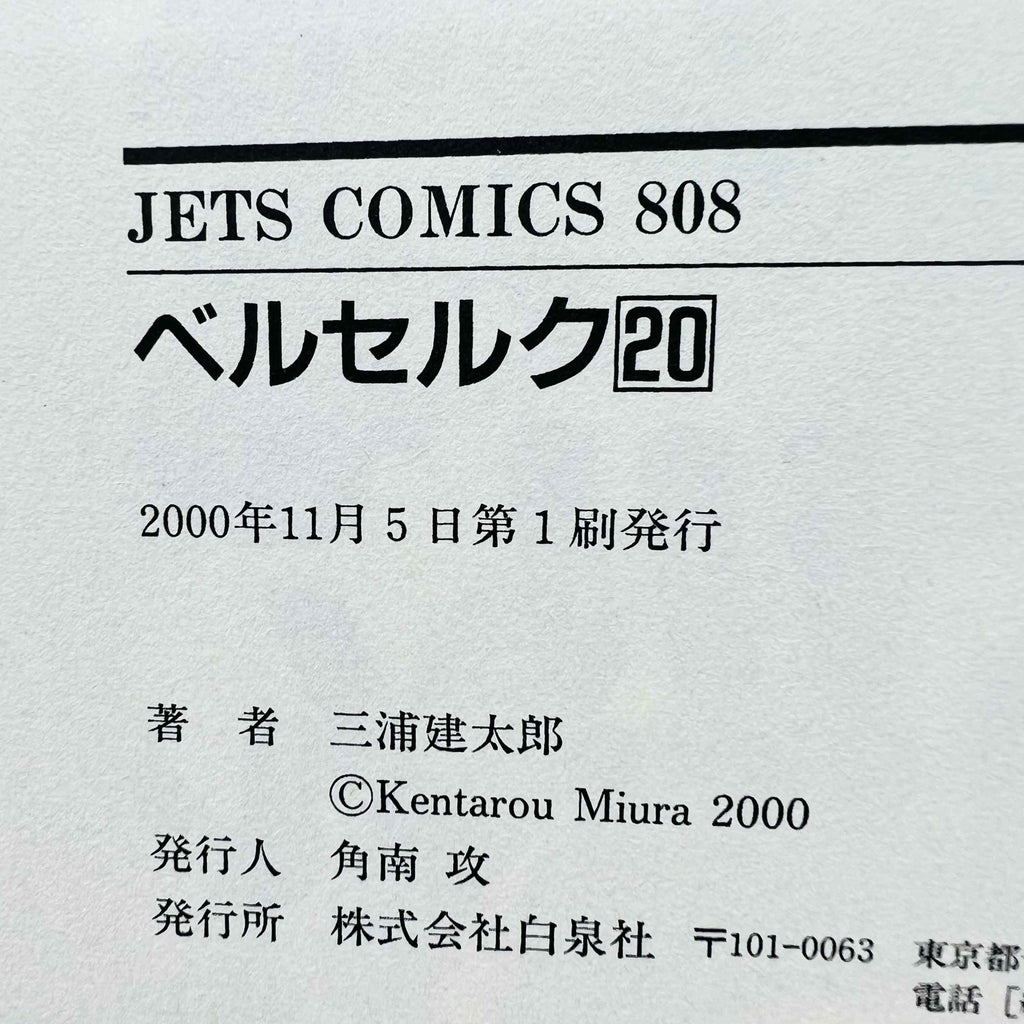 JETS COMICS 808
ベルセルク20
2000年11月5日第1刷発行
著 者 三浦建太郎
©Kentarou Miura 2000
発行人 角南 攻
発行所 株式会社白泉社 〒101-0063 東京都
電話 [